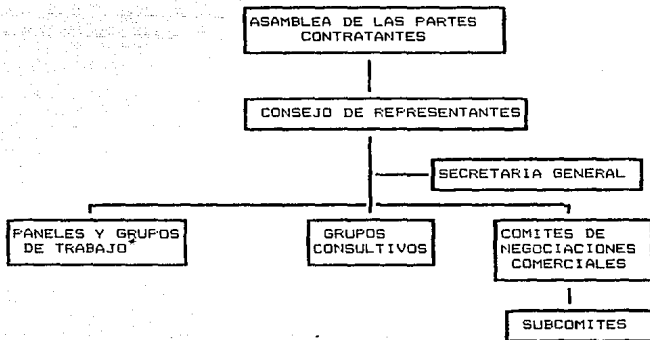 ASAMBLEA DE LAS PARTES
CONTRATANTES
CONSEJO DE REPRESENTANTES
SECRETARIA GENERAL
PANELES Y GRUPOS
DE TRABAJO*
GRUPOS
CONSULTIVOS
COMITES DE
NEGOCIACIONES
COMERCIALES
SUBCOMITES